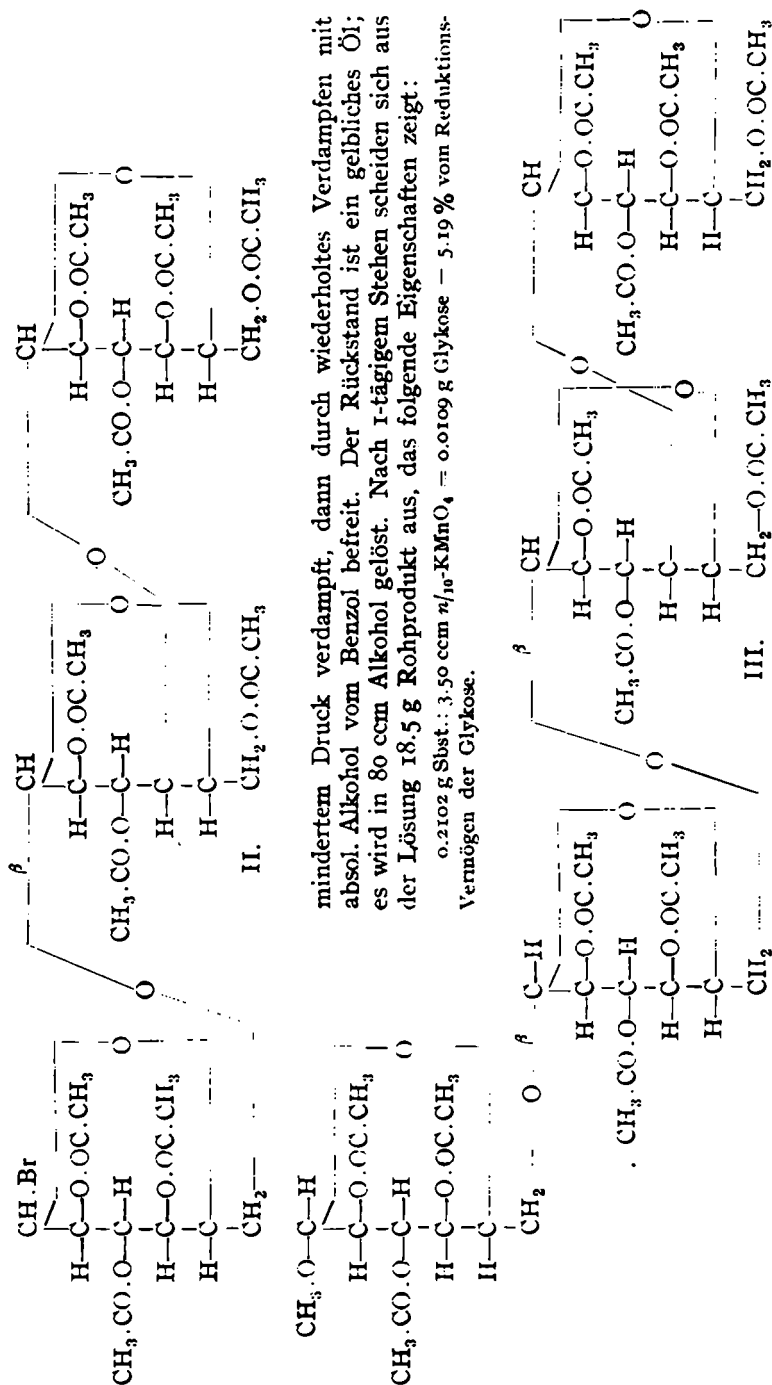 CH.Br β CH CH
H—C—O.OC.CH₃ H—C—O.OC.CH₃ H—C—O.OC.CH₃
O O O O O
CH₃.CO.O—C—H CH₃.CO.O—C—H CH₃.CO.O—C—H
H—C—O.OC.CH₃ H—C H—C—O.OC.CH₃
H—C H—C H—C
CH₂ CH₂.O.OC.CH₃ CH₂.O.OC.CH₃
II.
mindertem Druck verdampft, dann durch wiederholtes Verdampfen mit
absol. Alkohol vom Benzol befreit. Der Rückstand ist ein gelbliches Öl;
es wird in 80 ccm Alkohol gelöst. Nach 1-tägigem Stehen scheiden sich aus
der Lösung 18.5 g Rohprodukt aus, das folgende Eigenschaften zeigt:
0.2102 g Sbst.: 3.50 ccm n/₁₀-KMnO₄ = 0.0109 g Glykose — 5.19% vom Reduktions-
Vermögen der Glykose.
CH₃O—C—H β C—H β CH CH
H—C—O.OC.CH₃ H—C—O.OC.CH₃ H—C—O.OC.CH₃ H—C—O.OC.CH₃
O O O O O O
CH₃.CO.O—C—H CH₃.CO.O—C—H CH₃.CO.O—C—H CH₃.CO.O—C—H
H—C—O.OC.CH₃ H—C—O.OC.CH₃ H—C H—C—O.OC.CH₃
H—C H—C H—C H—C
CH₂ O CH₂ CH₂—O.OC.CH₃ CH₂.O.OC.CH₃
III.